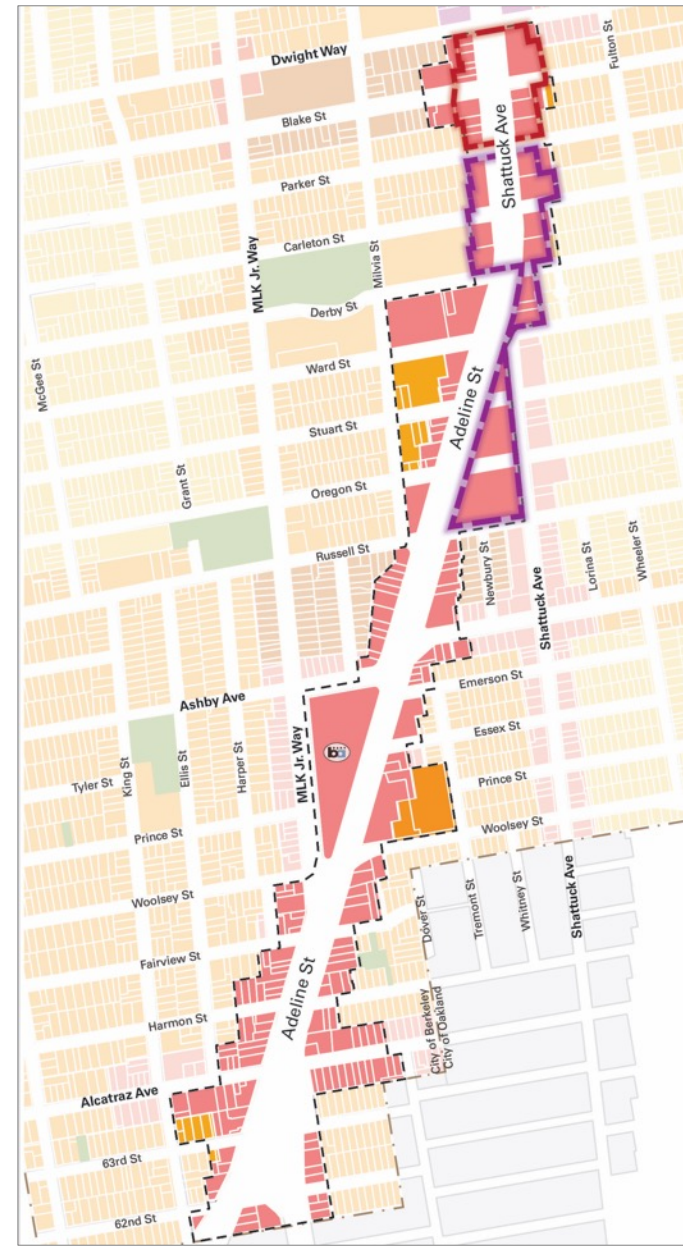 Dwight Way
Fulton St
Blake St
Shattuck Ave
Parker St
Carleton St
Milvia St
MLK Jr. Way
Derby St
McGee St
Ward St
Adeline St
Stuart St
Grant St
Oregon St
Russell St
Newbury St
Shattuck Ave
Lorina St
Wheeler St
Emerson St
Ashby Ave
Essex St
MLK Jr. Way
Tyler St
King St
Ellis St
Harper St
Prince St
Prince St
Woolsey St
Woolsey St
Dover St
Tremont St
Whitney St
Shattuck Ave
Fairview St
Adeline St
Harmon St
City of Berkeley
City of Oakland
Alcatraz Ave
63rd St
62nd St